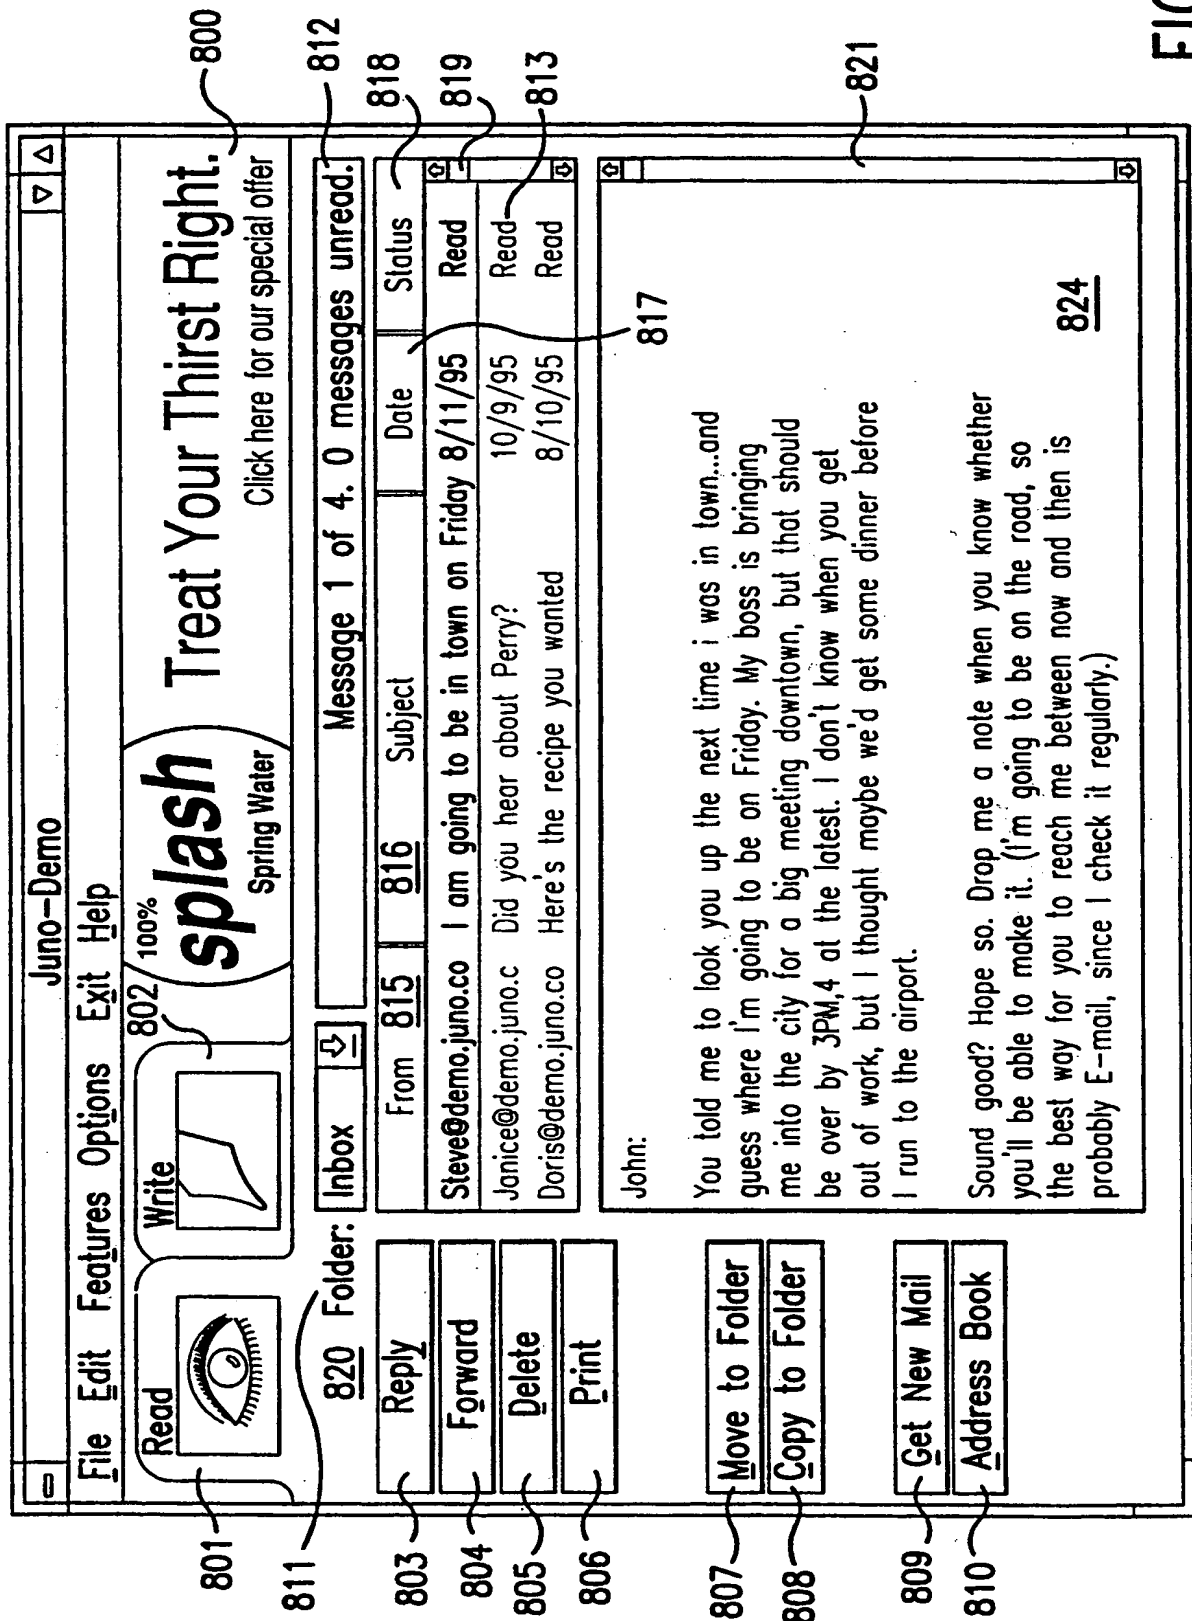 Juno-Demo
File Edit Features Options Exit Help
Read
Write
802
100%
splash
Spring Water
Treat Your Thirst Right.
Click here for our special offer
800
801
811
820 Folder: Inbox
Message 1 of 4. 0 messages unread.
812
From 815 816 Subject Date Status
818
Steve@demo.juno.co I am going to be in town on Friday 8/11/95 Read
819
Janice@demo.juno.c Did you hear about Perry? 10/9/95 Read
813
Doris@demo.juno.co Here's the recipe you wanted 8/10/95 Read
803 Reply
804 Forward
805 Delete
806 Print
817
807 Move to Folder
808 Copy to Folder
809 Get New Mail
810 Address Book
John:
You told me to look you up the next time i was in town...and
guess where I'm going to be on Friday. My boss is bringing
me into the city for a big meeting downtown, but that should
be over by 3PM,4 at the latest. I don't know when you get
out of work, but I thought maybe we'd get some dinner before
I run to the airport.
Sound good? Hope so. Drop me a note when you know whether
you'll be able to make it. (I'm going to be on the road, so
the best way for you to reach me between now and then is
probably E-mail, since I check it regularly.)
821
824